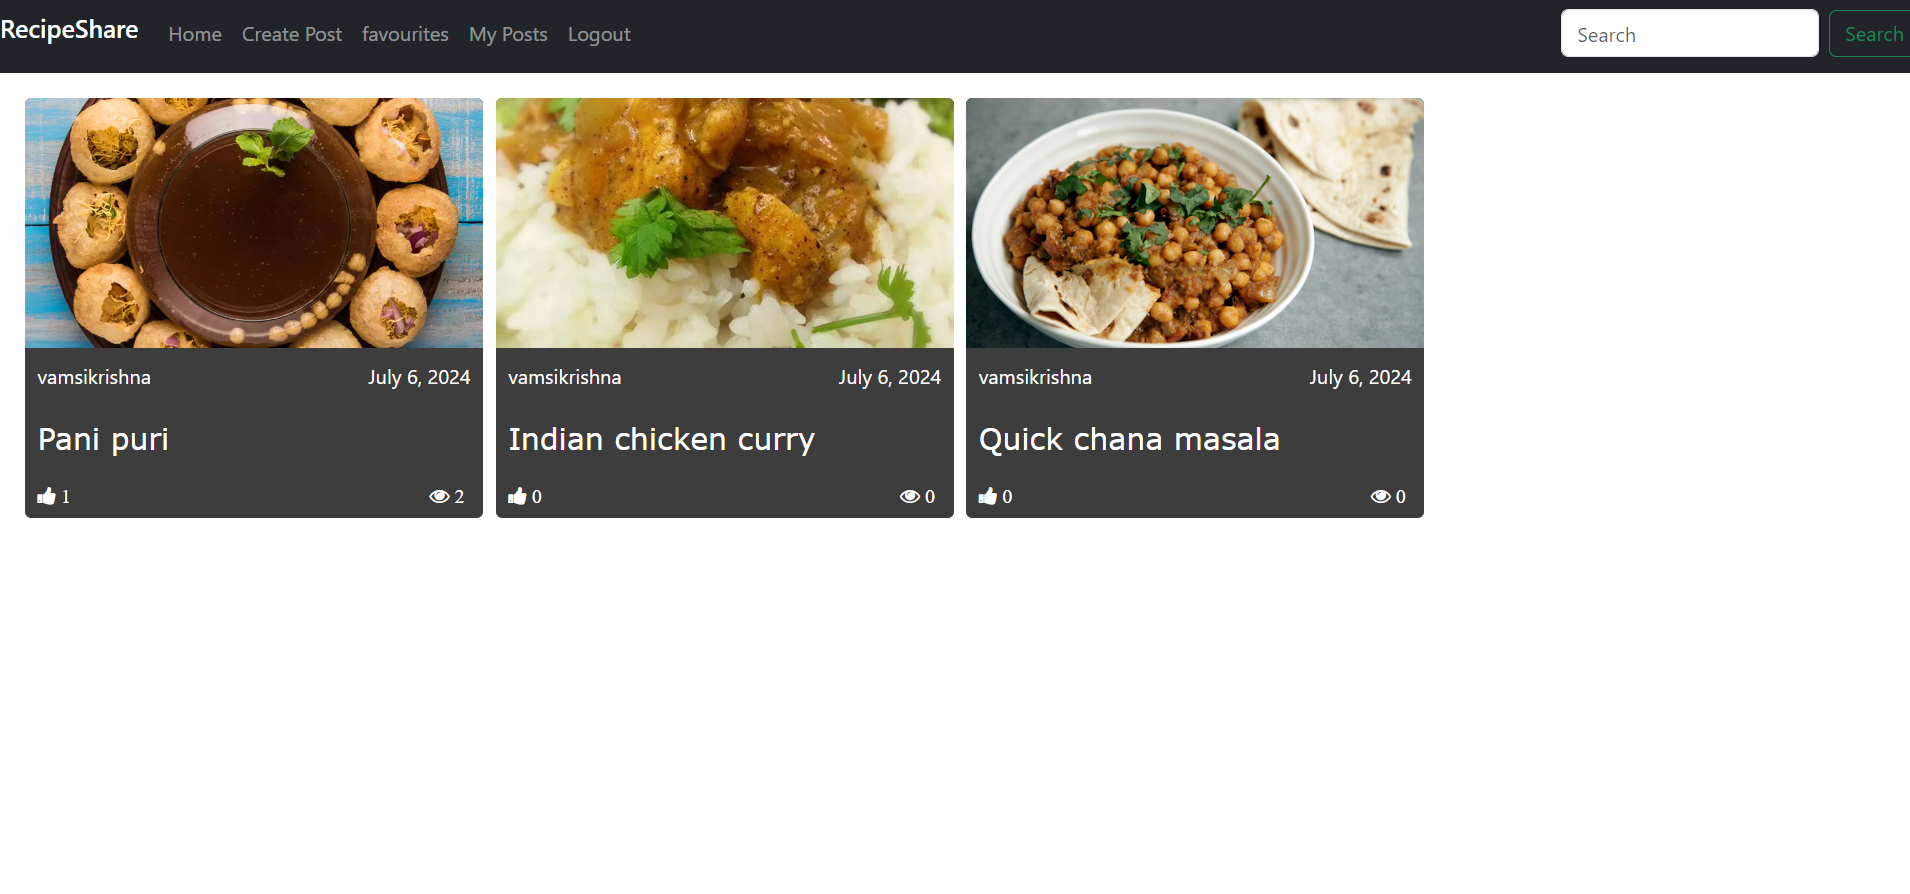 RecipeShare Home Create Post favourites My Posts Logout Search Search
vamsikrishna July 6, 2024
Pani puri
1 2
vamsikrishna July 6, 2024
Indian chicken curry
0 0
vamsikrishna July 6, 2024
Quick chana masala
0 0